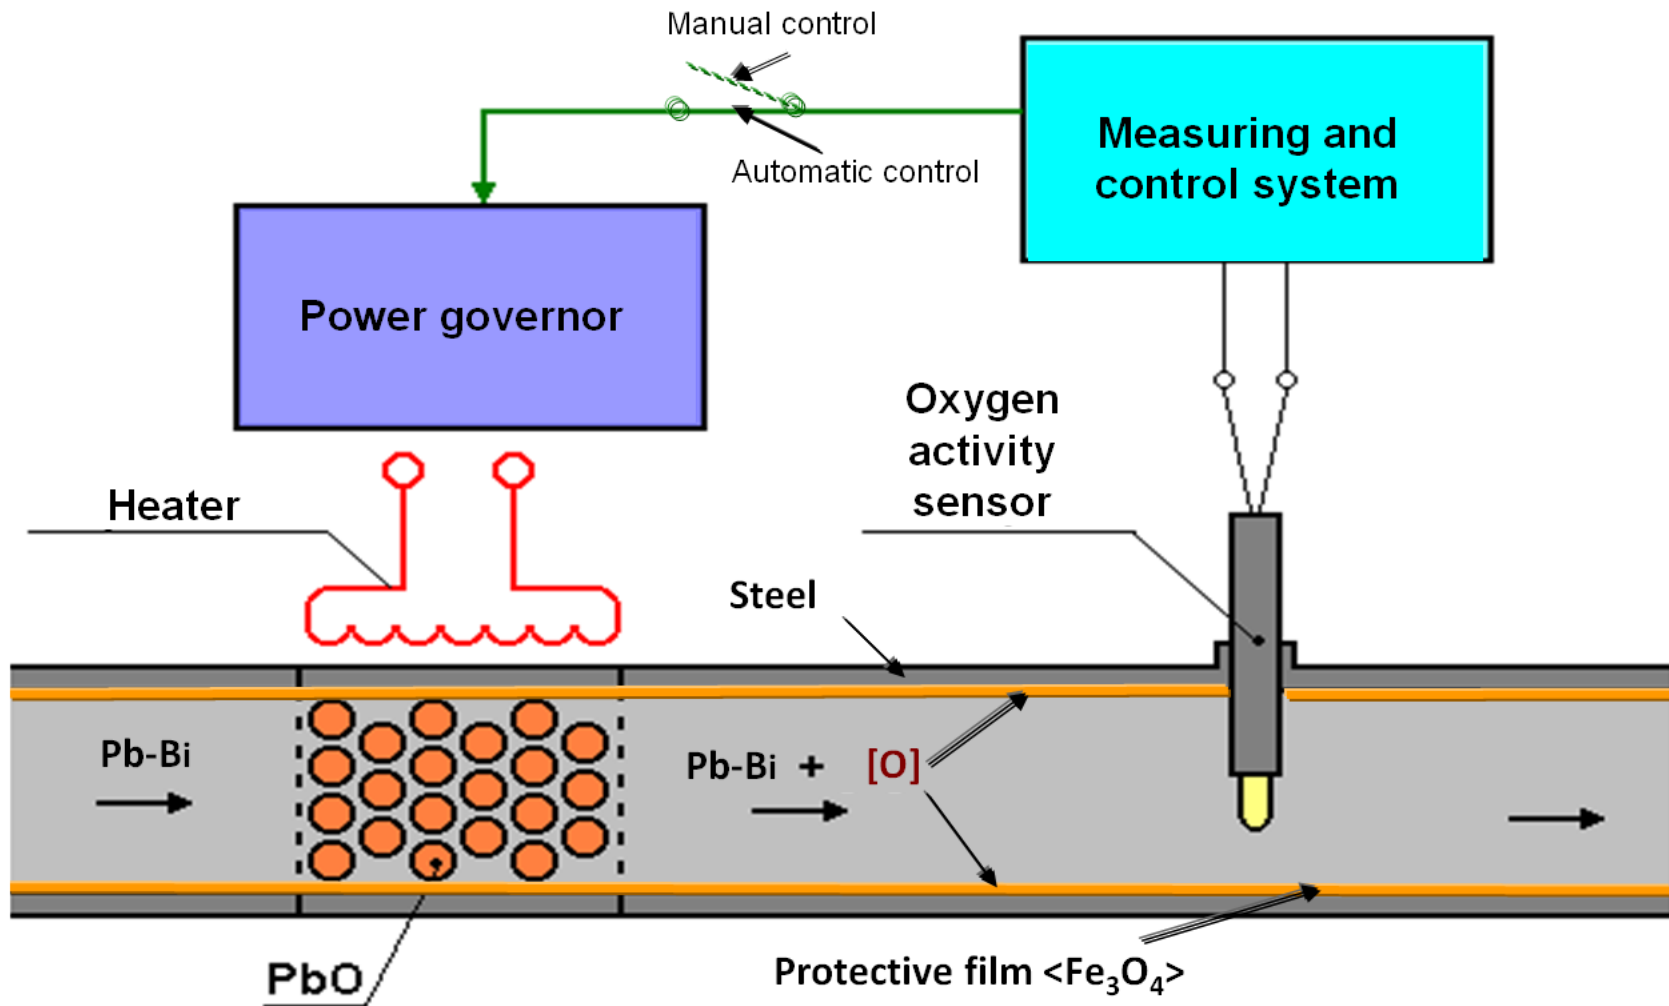 Manual control
Automatic control
Measuring and
control system
Power governor
Oxygen
activity
sensor
Heater
Steel
Pb-Bi
Pb-Bi + [O]
PbO
Protective film <Fe₃O₄>